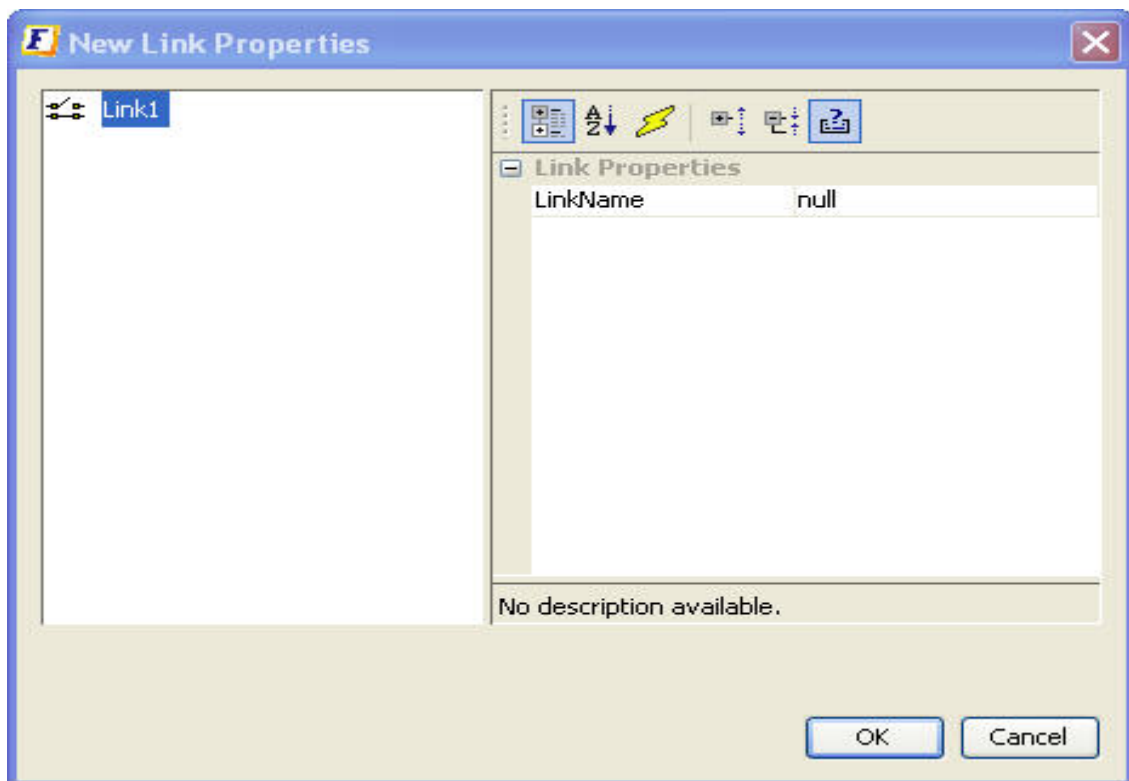 New Link Properties
Link1
Link Properties
LinkName null
No description available.
OK Cancel